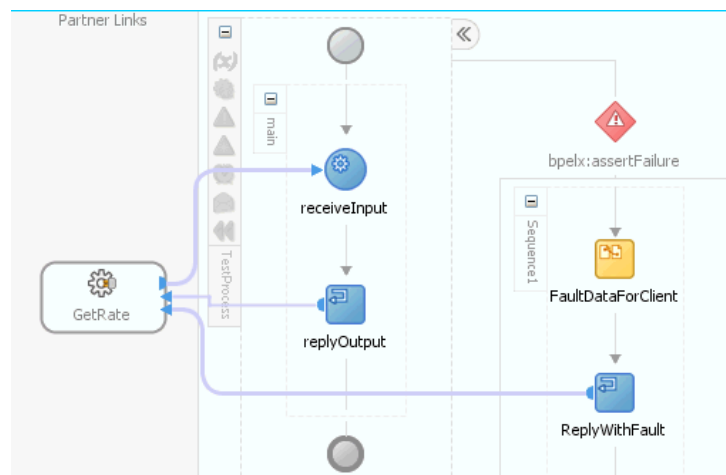 Partner Links
main
TestProcess
receiveInput
replyOutput
GetRate
bpelx:assertFailure
Sequence1
FaultDataForClient
ReplyWithFault